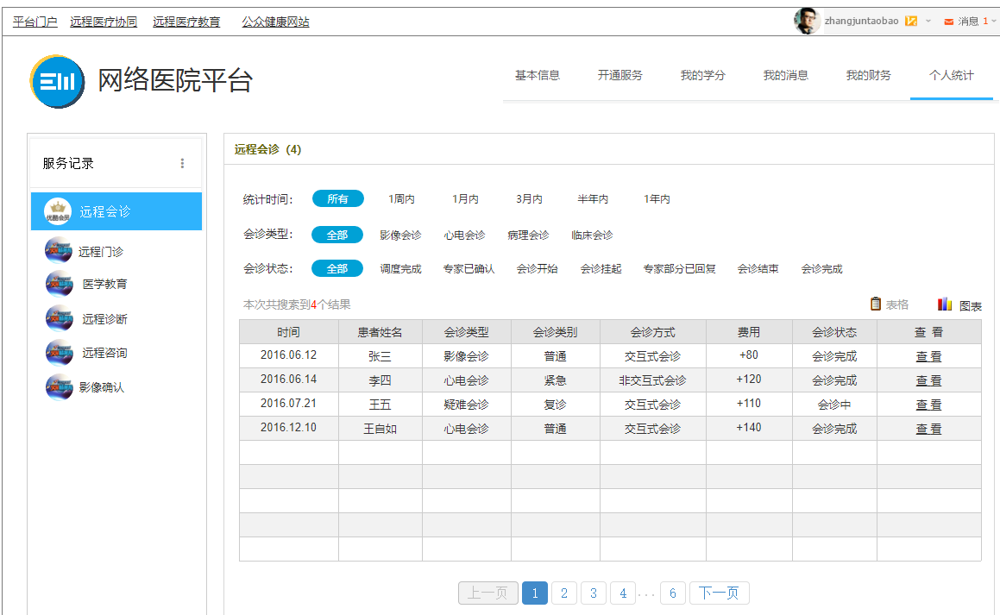 平台门户 远程医疗协同 远程医疗教育 公众健康网站 zhangjuntaobao 消息 1
网络医院平台 基本信息 开通服务 我的学分 我的消息 我的财务 个人统计
服务记录
优酷会员 远程会诊
远程门诊
医学教育
远程诊断
远程咨询
影像确认
远程会诊 (4)
统计时间: 所有 1周内 1月内 3月内 半年内 1年内
会诊类型: 全部 影像会诊 心电会诊 病理会诊 临床会诊
会诊状态: 全部 调度完成 专家已确认 会诊开始 会诊挂起 专家部分已回复 会诊结束 会诊完成
本次共搜索到4个结果 表格 图表
时间 患者姓名 会诊类型 会诊类别 会诊方式 费用 会诊状态 查 看
2016.06.12 张三 影像会诊 普通 交互式会诊 +80 会诊完成 查 看
2016.06.14 李四 心电会诊 紧急 非交互式会诊 +120 会诊完成 查 看
2016.07.21 王五 疑难会诊 复诊 交互式会诊 +110 会诊中 查 看
2016.12.10 王自如 心电会诊 普通 交互式会诊 +140 会诊完成 查 看
上一页 1 2 3 4 ... 6 下一页